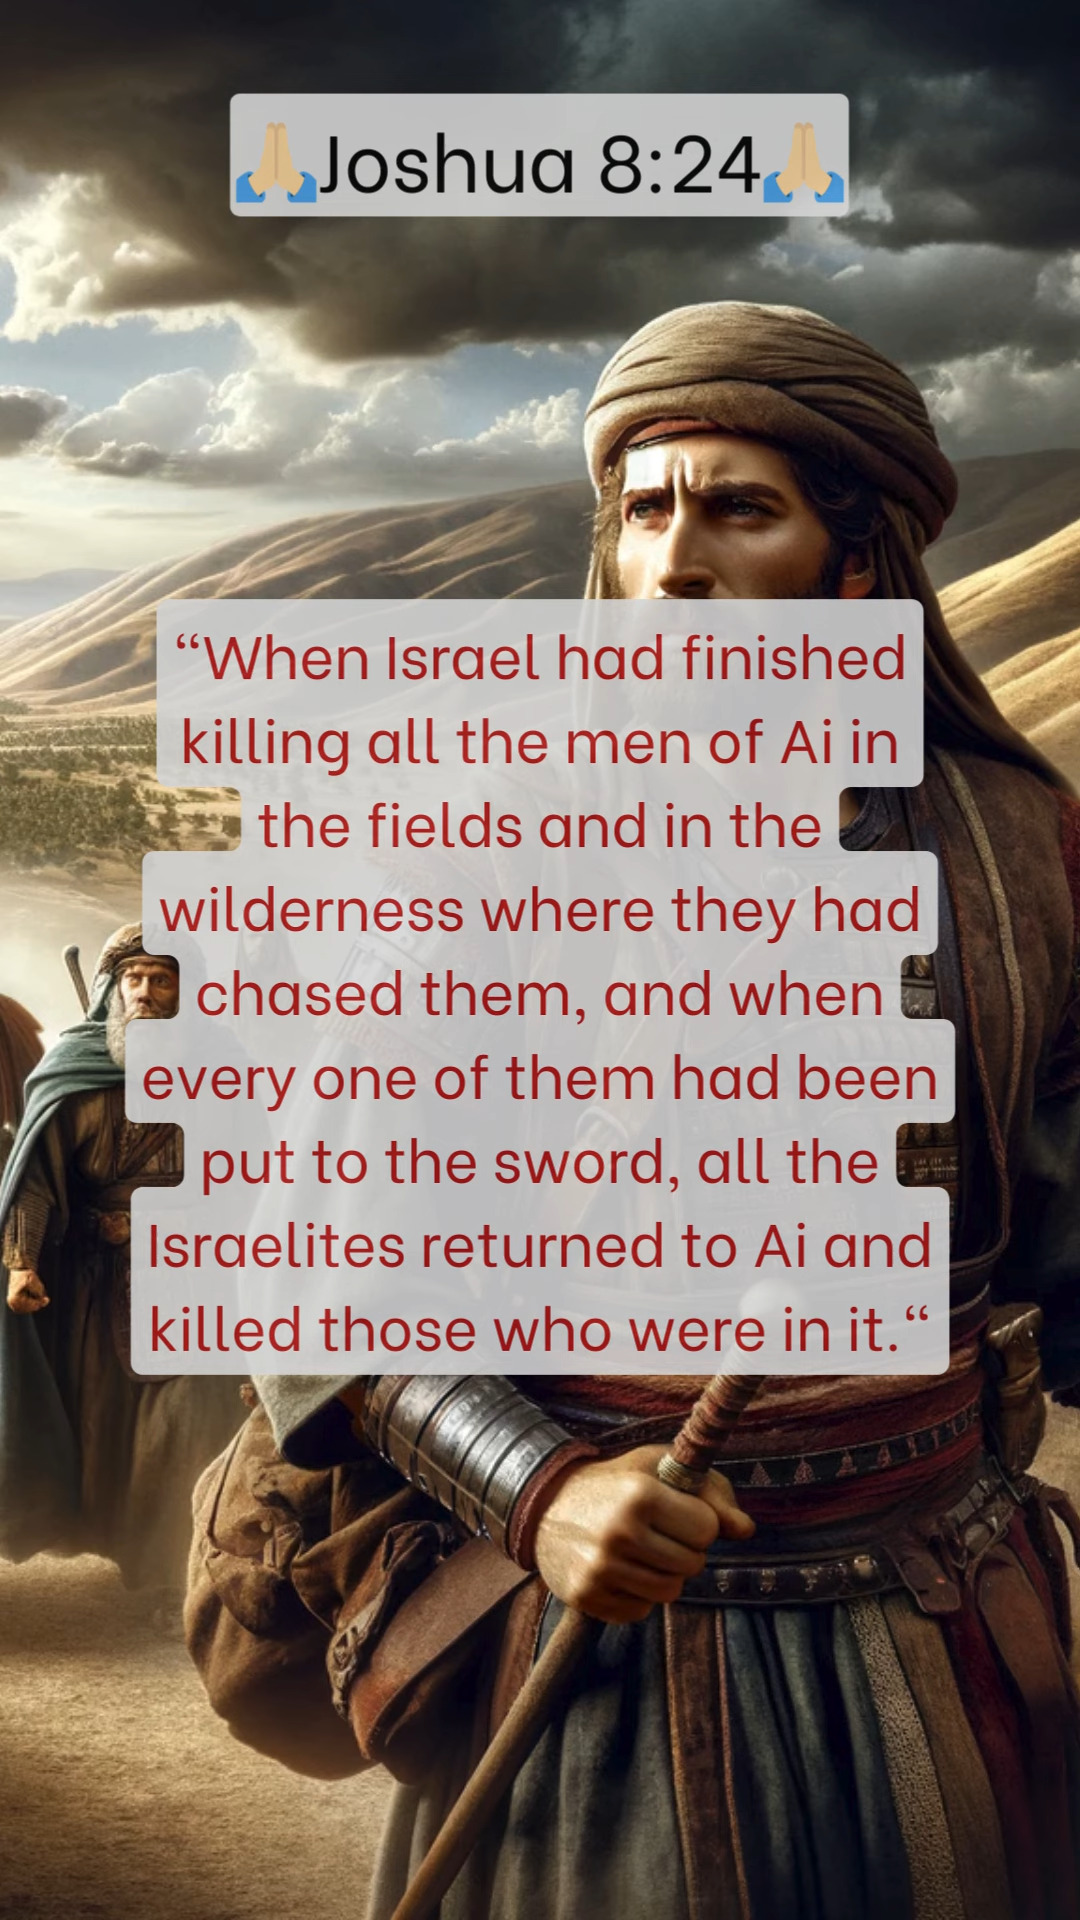 🙏🏼Joshua 8:24🙏🏼
“When Israel had finished
killing all the men of Ai in
the fields and in the
wilderness where they had
chased them, and when
every one of them had been
put to the sword, all the
Israelites returned to Ai and
killed those who were in it.“